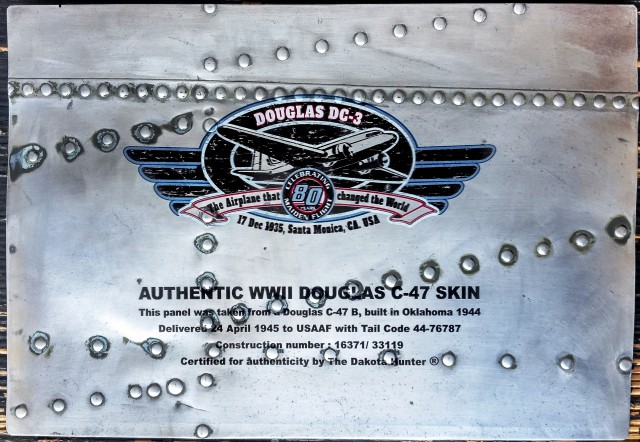 DOUGLAS DC-3
The Airplane that changed the World
CELEBRATING
80
YEARS
MAIDEN FLIGHT
17 Dec 1935, Santa Monica, CA. USA
AUTHENTIC WWII DOUGLAS C-47 SKIN
This panel was taken from a Douglas C-47 B, built in Oklahoma 1944
Delivered 24 April 1945 to USAAF with Tail Code 44-76787
Construction number : 16371/ 33119
Certified for authenticity by The Dakota Hunter ®